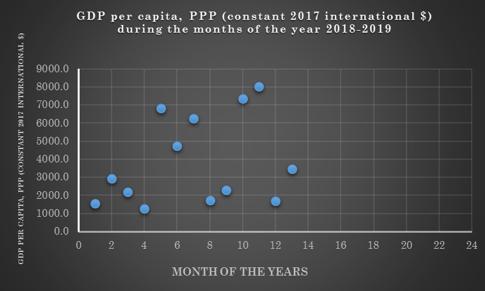 GDP per capita, PPP (constant 2017 international $)
during the months of the year 2018-2019
GDP PER CAPITA, PPP (CONSTANT 2017 INTERNATIONAL $)
9000.0
8000.0
7000.0
6000.0
5000.0
4000.0
3000.0
2000.0
1000.0
0.0
0 2 4 6 8 10 12 14 16 18 20 22 24
MONTH OF THE YEARS